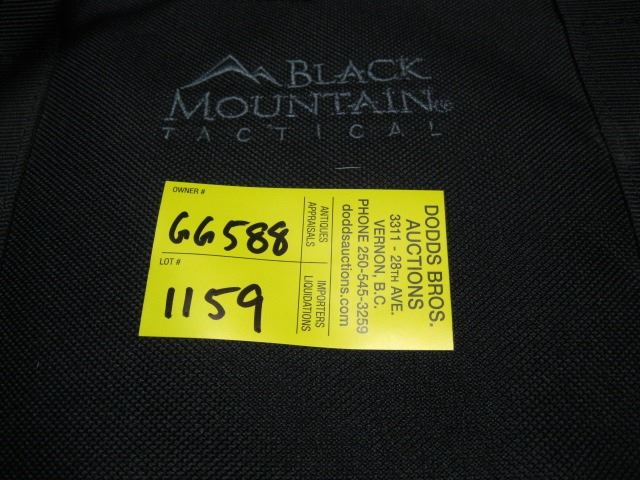 BLACK
MOUNTAIN
TACTICAL
OWNER #
66588
LOT #
1159
ANTIQUES
APPRAISALS
IMPORTERS
LIQUIDATIONS
DODDS BROS.
AUCTIONS
3311 - 28TH AVE.
VERNON, B.C.
PHONE 250-545-3259
doddsauctions.com